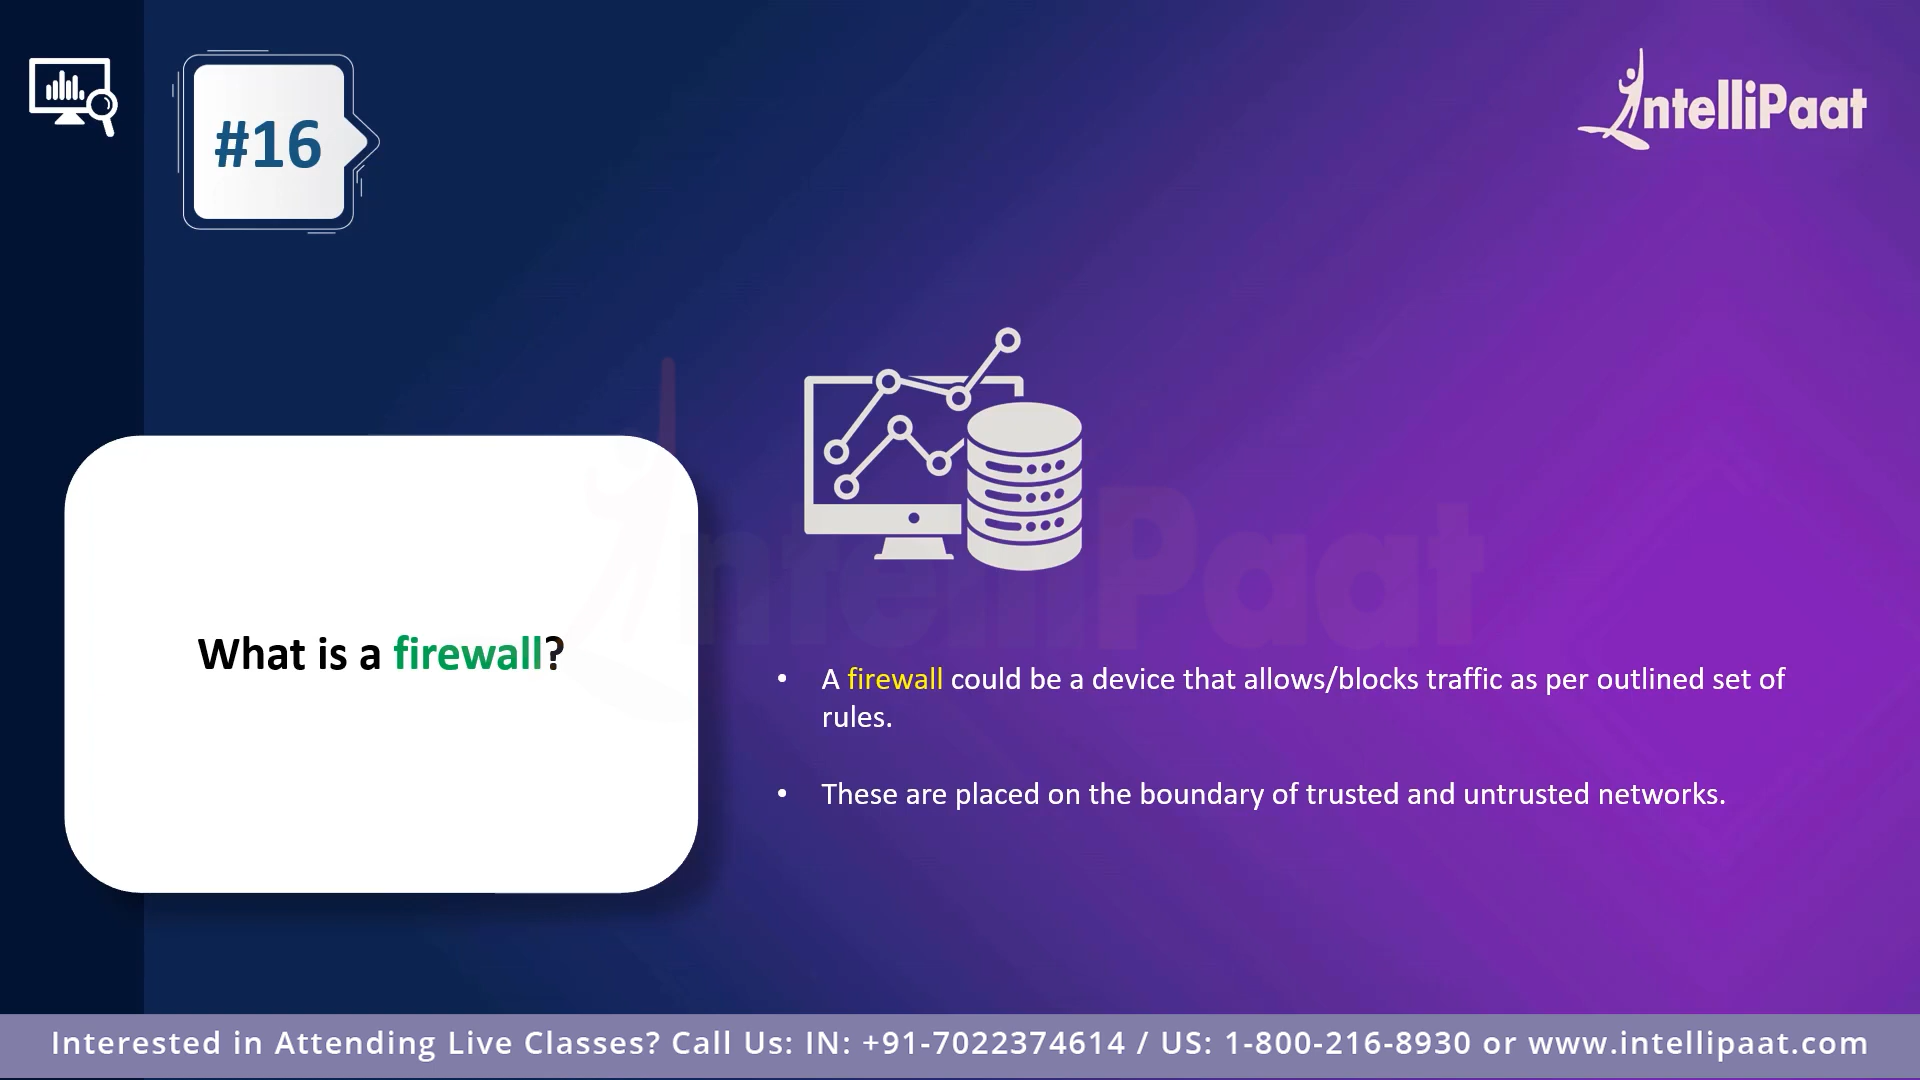 #16
IntelliPaat
What is a firewall?
• A firewall could be a device that allows/blocks traffic as per outlined set of
rules.
• These are placed on the boundary of trusted and untrusted networks.
IntelliPaat
Interested in Attending Live Classes? Call Us: IN: +91-7022374614 / US: 1-800-216-8930 or www.intellipaat.com